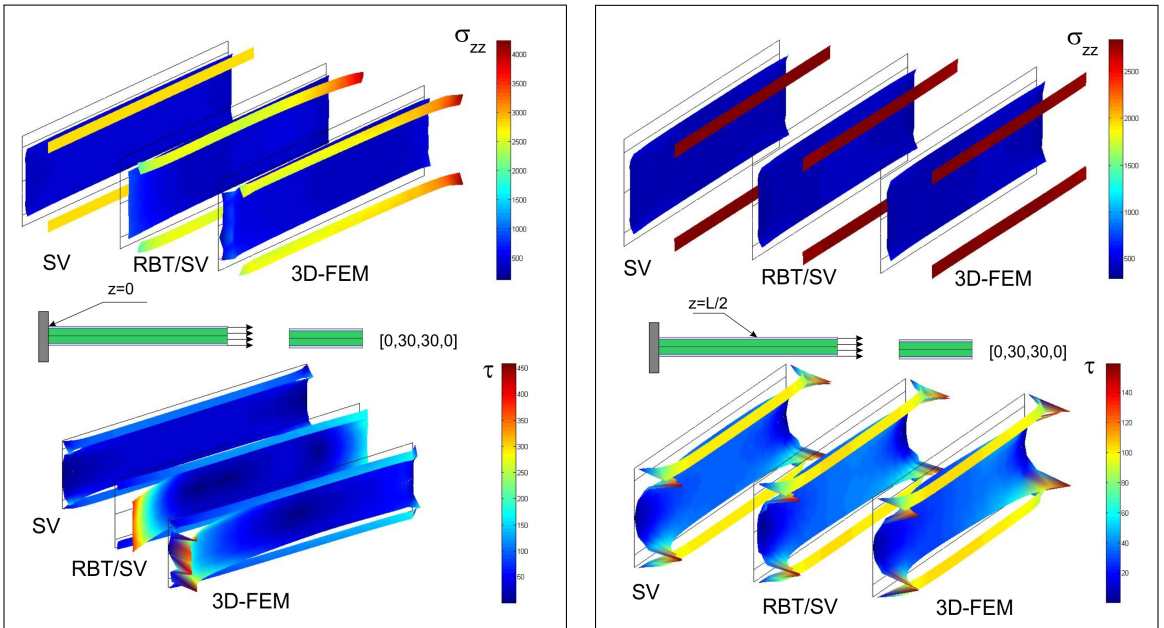 σzz
4000
3500
3000
2500
2000
1500
1000
500
SV
RBT/SV
3D-FEM
z=0
[0,30,30,0]
τ
450
400
350
300
250
200
150
100
50
SV
RBT/SV
3D-FEM
σzz
2500
2000
1500
1000
500
SV
RBT/SV
3D-FEM
z=L/2
[0,30,30,0]
τ
140
120
100
80
60
40
20
SV
RBT/SV
3D-FEM